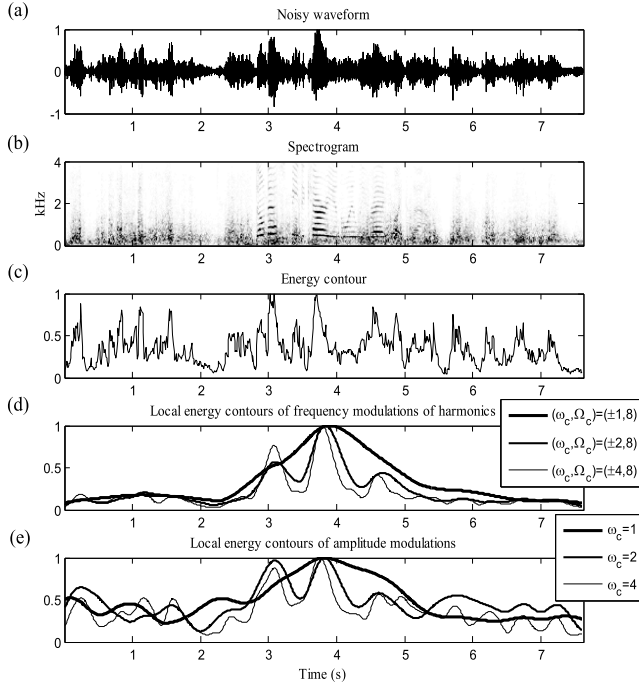 (a)
Noisy waveform
1
0
-1
1 2 3 4 5 6 7
(b)
Spectrogram
4
2
0
kHz
1 2 3 4 5 6 7
(c)
Energy contour
1
0.5
0
1 2 3 4 5 6 7
(d)
Local energy contours of frequency modulations of harmonics
1
0.5
0
(ωc,Ωc)=(±1,8)
(ωc,Ωc)=(±2,8)
(ωc,Ωc)=(±4,8)
1 2 3 4 5 6 7
(e)
Local energy contours of amplitude modulations
1
0.5
0
ωc=1
ωc=2
ωc=4
1 2 3 4 5 6 7
Time (s)